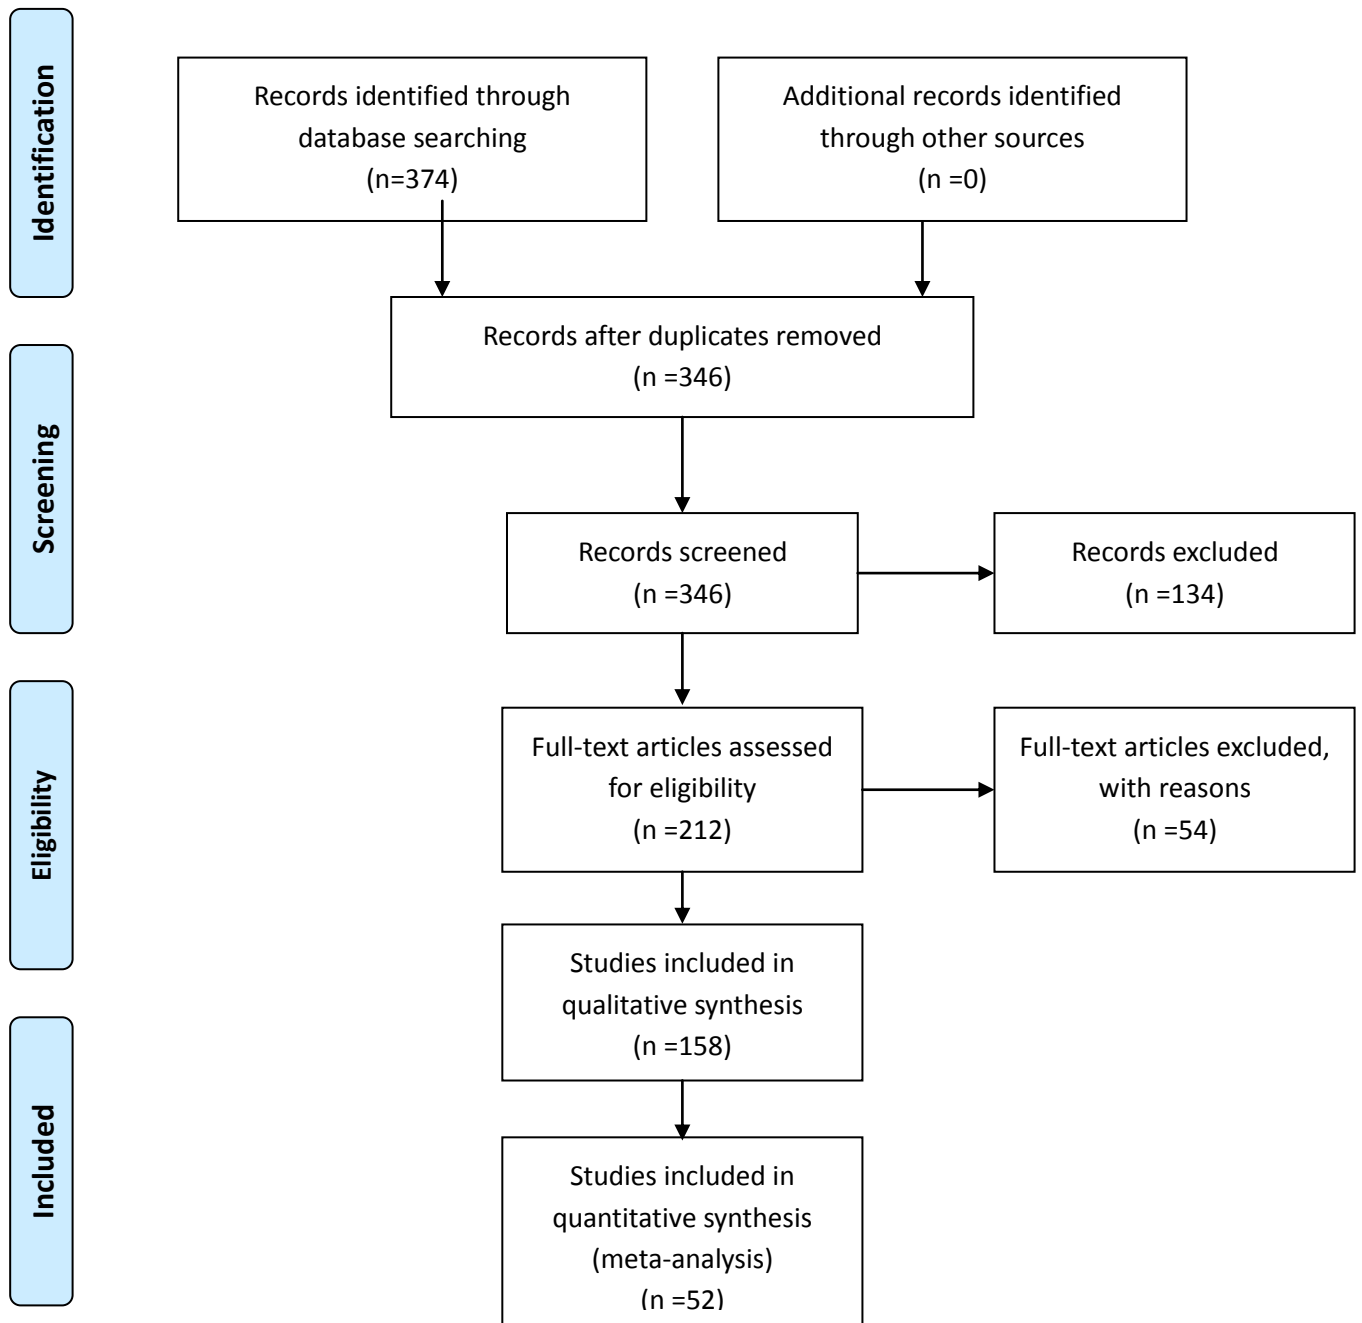 Identification
Records identified through
database searching
(n=374)
Additional records identified
through other sources
(n =0)
Records after duplicates removed
(n =346)
Screening
Records screened
(n =346)
Records excluded
(n =134)
Eligibility
Full-text articles assessed
for eligibility
(n =212)
Full-text articles excluded,
with reasons
(n =54)
Studies included in
qualitative synthesis
(n =158)
Included
Studies included in
quantitative synthesis
(meta-analysis)
(n =52)